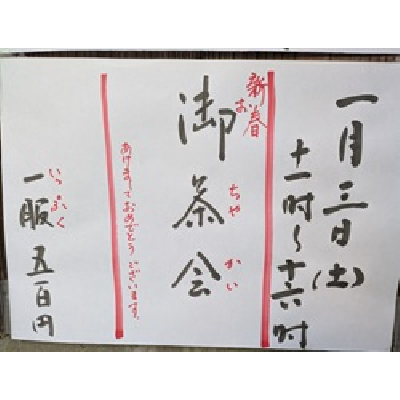 一月三日(土)
十一時～十六時
新春
御茶会
お ちゃ かい
あけましておめでとうございます。
一服 五百円
いっぷく